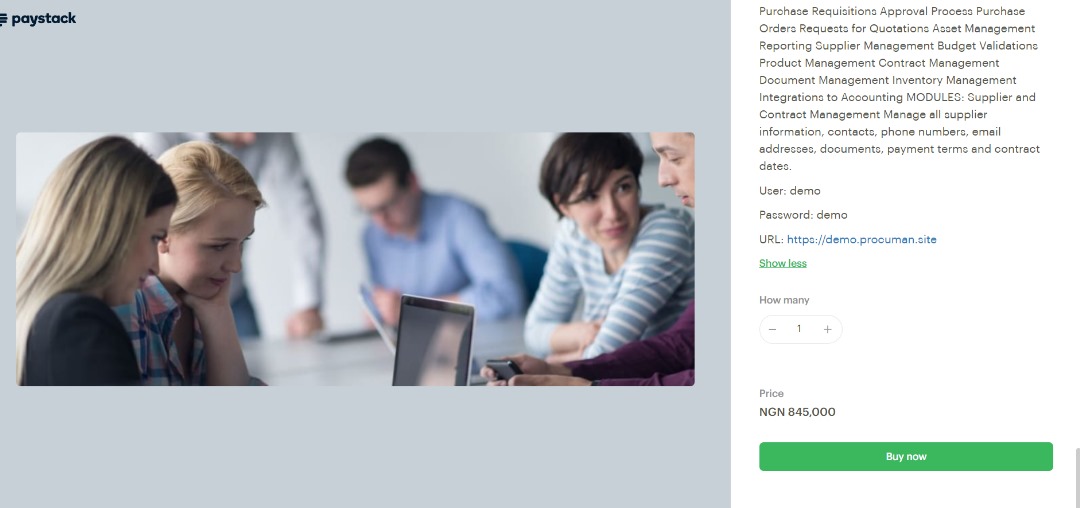 paystack
Purchase Requisitions Approval Process Purchase
Orders Requests for Quotations Asset Management
Reporting Supplier Management Budget Validations
Product Management Contract Management
Document Management Inventory Management
Integrations to Accounting MODULES: Supplier and
Contract Management Manage all supplier
information, contacts, phone numbers, email
addresses, documents, payment terms and contract
dates.
User: demo
Password: demo
URL: https://demo.procuman.site
Show less
How many
− 1 +
Price
NGN 845,000
Buy now